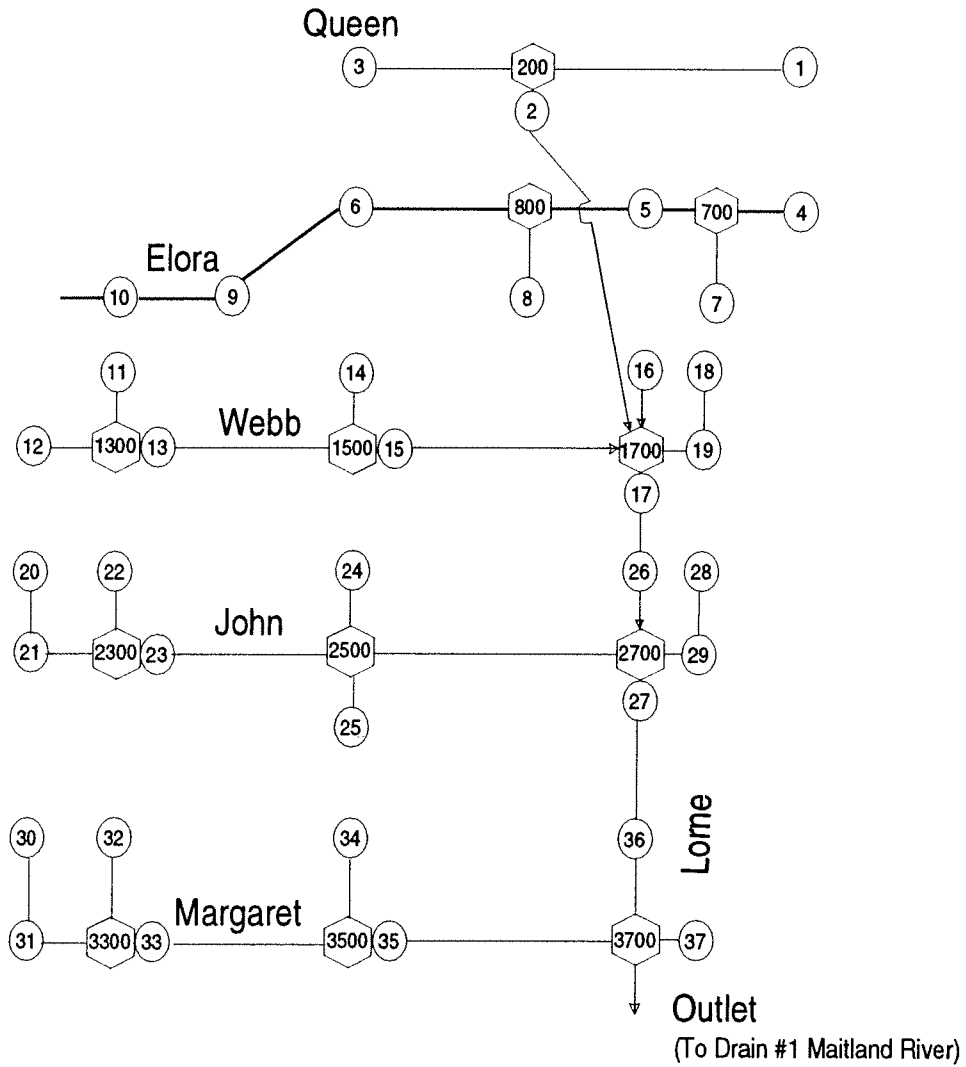 Queen
3 200 1
2
6 800 5 700 4
Elora
10 9 8 7
11 14 16 18
Webb
12 1300 13 1500 15 1700 19
17
20 22 24 26 28
John
21 2300 23 2500 2700 29
27
25
Lorne
30 32 34 36
Margaret
31 3300 33 3500 35 3700 37
Outlet
(To Drain #1 Maitland River)